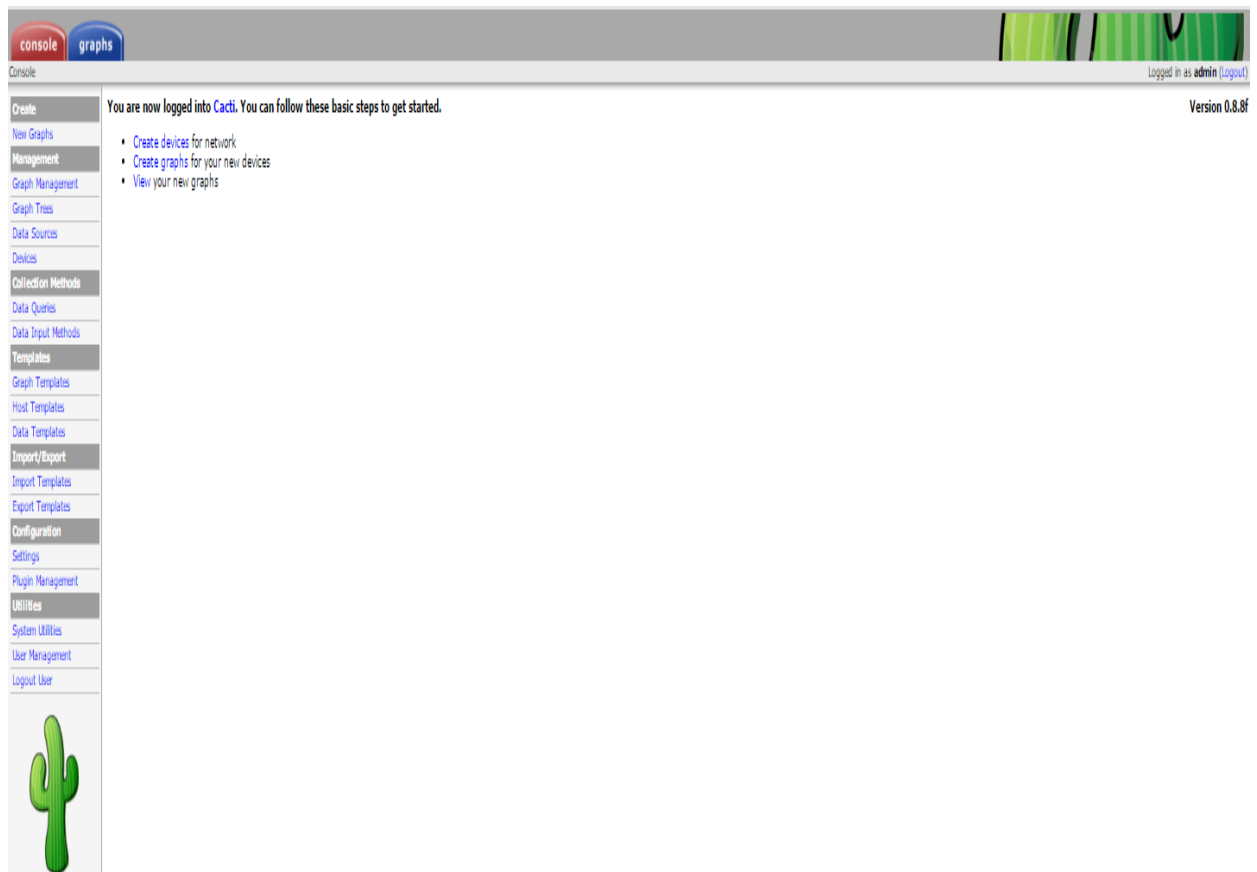 console graphs
Console
Logged in as admin (Logout)
Create
New Graphs
Management
Graph Management
Graph Trees
Data Sources
Devices
Collection Methods
Data Queries
Data Input Methods
Templates
Graph Templates
Host Templates
Data Templates
Import/Export
Import Templates
Export Templates
Configuration
Settings
Plugin Management
Utilities
System Utilities
User Management
Logout User
You are now logged into Cacti. You can follow these basic steps to get started.
Version 0.8.8f
• Create devices for network
• Create graphs for your new devices
• View your new graphs